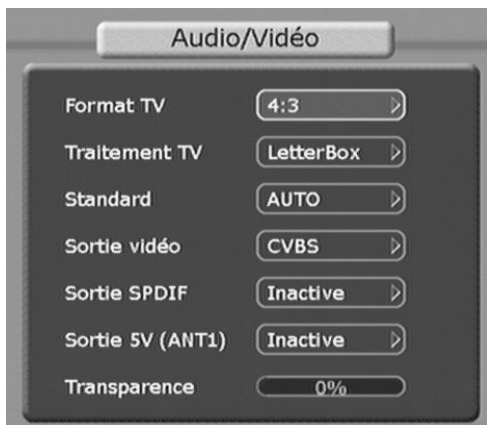 Audio/Vidéo
Format TV 4:3
Traitement TV LetterBox
Standard AUTO
Sortie vidéo CVBS
Sortie SPDIF Inactive
Sortie 5V (ANT1) Inactive
Transparence 0%